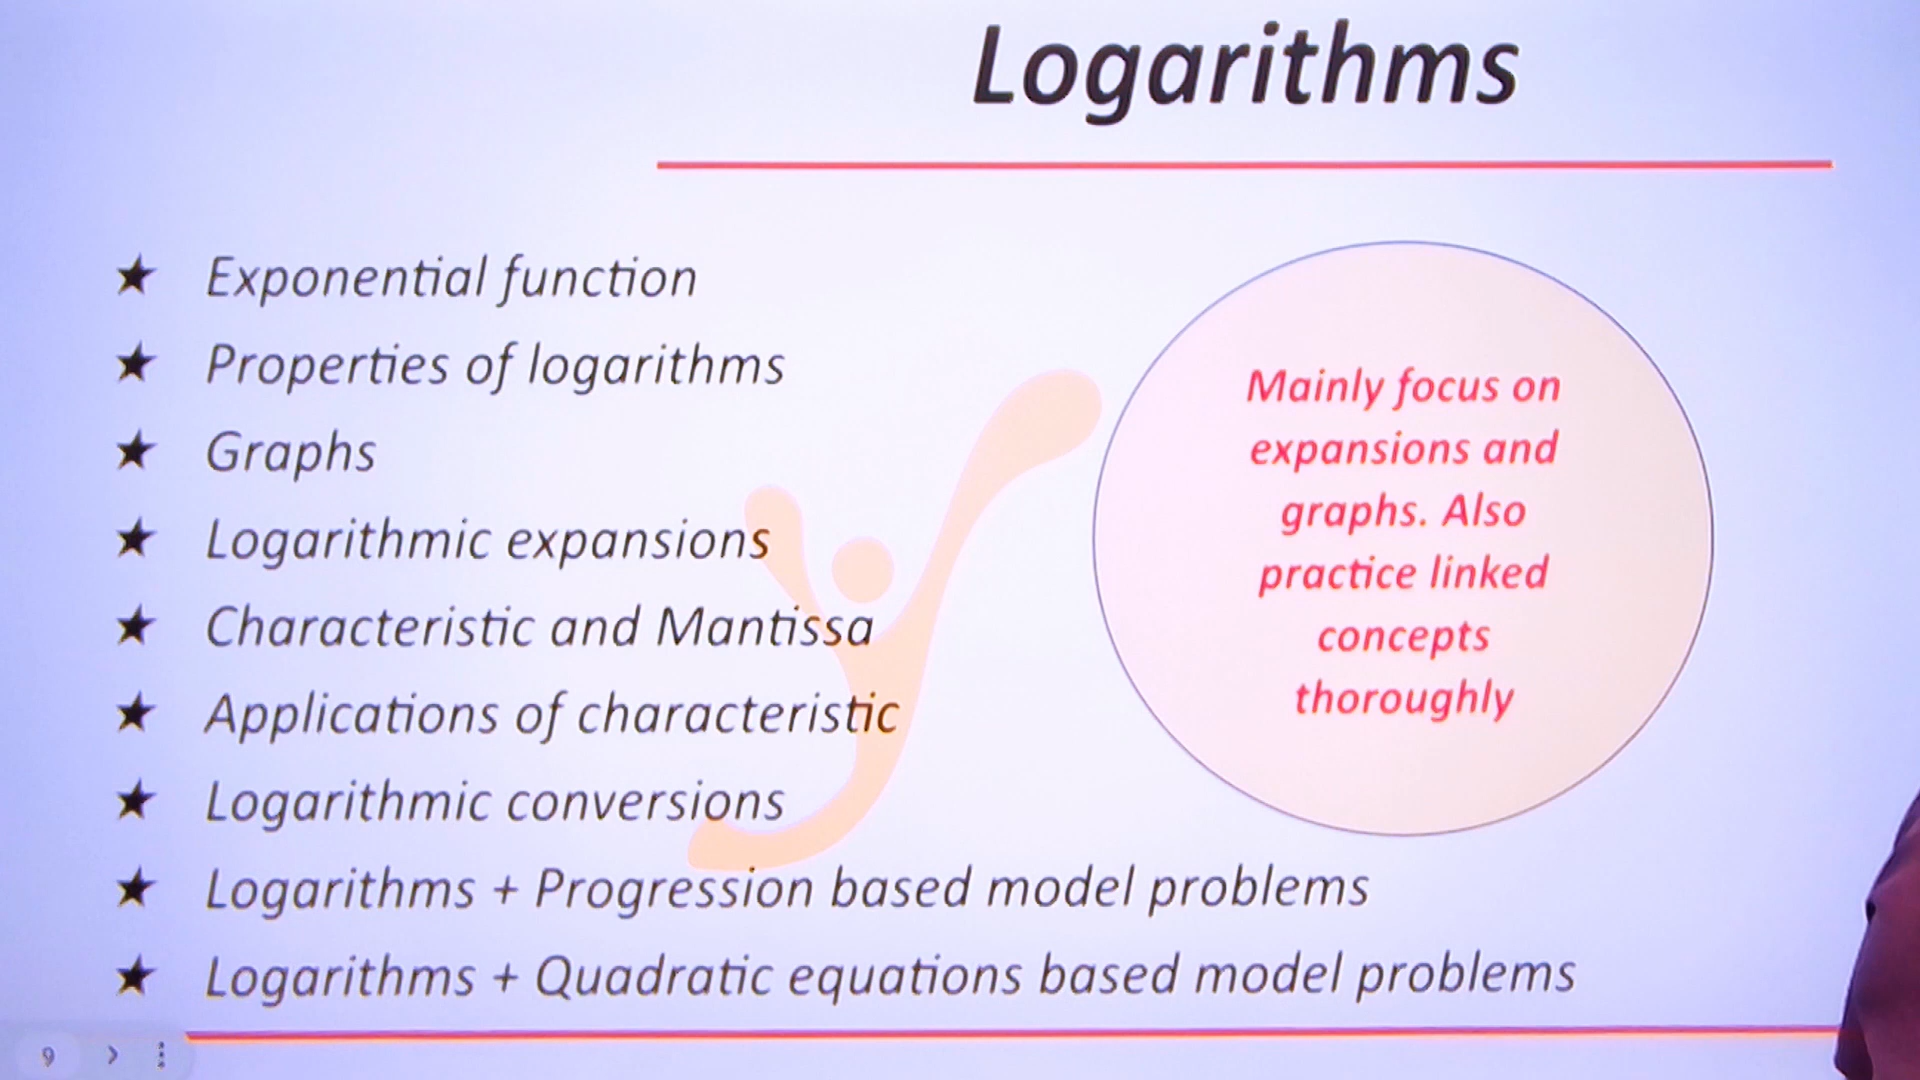 Logarithms
★ Exponential function
★ Properties of logarithms
★ Graphs
★ Logarithmic expansions
★ Characteristic and Mantissa
★ Applications of characteristic
★ Logarithmic conversions
★ Logarithms + Progression based model problems
★ Logarithms + Quadratic equations based model problems
Mainly focus on
expansions and
graphs. Also
practice linked
concepts
thoroughly
9